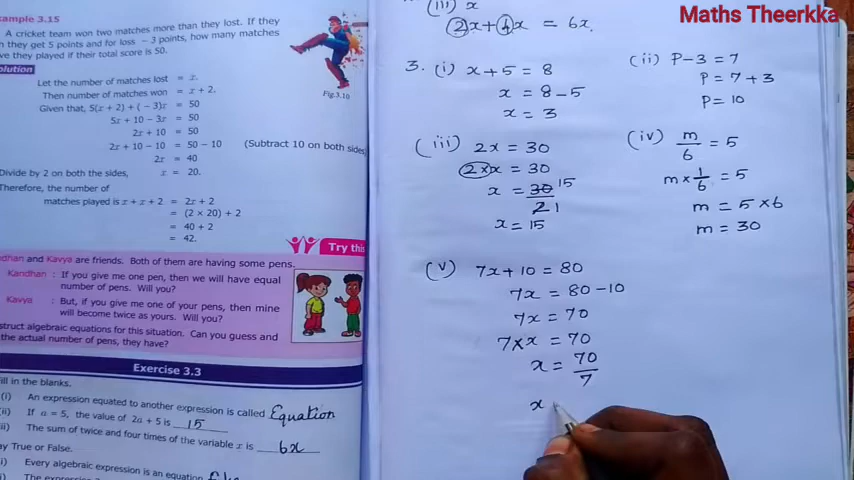 Example 3.15
A cricket team won two matches more than they lost. If they
they get 5 points and for loss – 3 points, how many matches
have they played if their total score is 50.
Solution
Let the number of matches lost = x.
Then number of matches won = x + 2.
Given that, 5(x + 2) + (– 3)x = 50
5x + 10 – 3x = 50
2x + 10 = 50
2x + 10 – 10 = 50 – 10 (Subtract 10 on both sides
2x = 40
Divide by 2 on both the sides, x = 20.
Therefore, the number of
matches played is x + x + 2 = 2x + 2
= (2 × 20) + 2
= 40 + 2
= 42.
Fig.3.10
Try this
and Kavya are friends. Both of them are having some pens.
Kandhan : If you give me one pen, then we will have equal
number of pens. Will you?
Kavya : But, if you give me one of your pens, then mine
will become twice as yours. Will you?
struct algebraic equations for this situation. Can you guess and
the actual number of pens, they have?
Exercise 3.3
ill in the blanks.
(i) An expression equated to another expression is called Equation
(ii) If a = 5, the value of 2a + 5 is 15
ii) The sum of twice and four times of the variable x is 6x
ay True or False.
i) Every algebraic expression is an equation
Maths Theerkka
(iii) x
2x+4x = 6x.
3. (i) x+5 = 8
x = 8-5
x = 3
(ii) P-3 = 7
P = 7+3
P = 10
(iii) 2x = 30
2×x = 30
x = 30/2 15 1
x = 15
(iv) m/6 = 5
m×1/6 = 5
m = 5×6
m = 30
(v) 7x+10 = 80
7x = 80-10
7x = 70
7×x = 70
x = 70/7
x